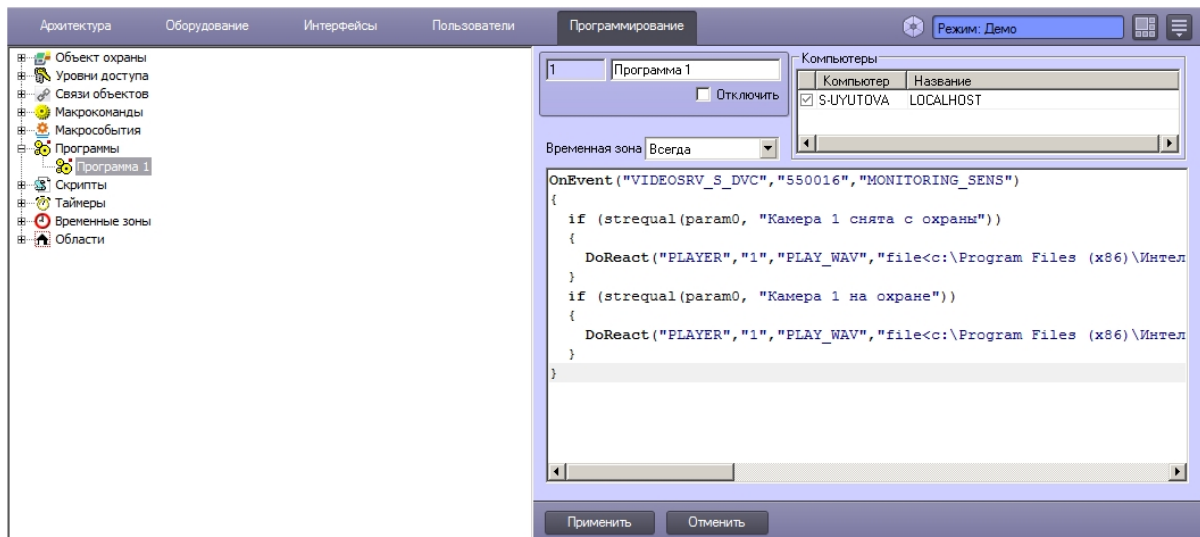 Архитектура Оборудование Интерфейсы Пользователи Программирование Режим: Демо
Объект охраны
Уровни доступа
Связи объектов
Макрокоманды
Макрособытия
Программы
Программа 1
Скрипты
Таймеры
Временные зоны
Области
1 Программа 1
Отключить
Компьютеры
Компьютер Название
S-UYUTOVA LOCALHOST
Временная зона Всегда
OnEvent("VIDEOSRV_S_DVC","550016","MONITORING_SENS")
{
if (strequal(param0, "Камера 1 снята с охраны"))
{
DoReact("PLAYER","1","PLAY_WAV","file<c:\Program Files (x86)\Интел
}
if (strequal(param0, "Камера 1 на охране"))
{
DoReact("PLAYER","1","PLAY_WAV","file<c:\Program Files (x86)\Интел
}
}
Применить Отменить